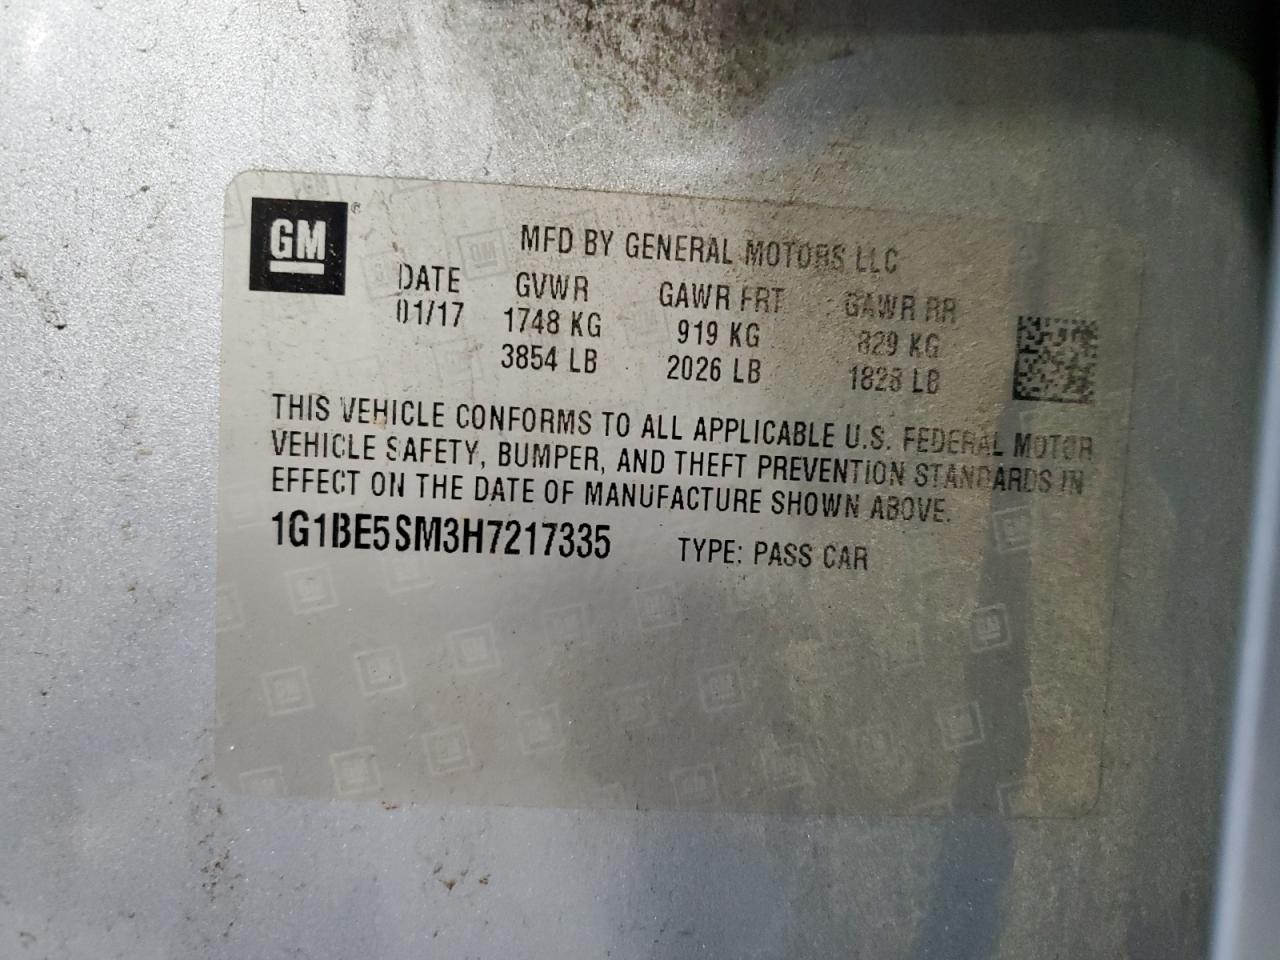 GM®
MFD BY GENERAL MOTORS LLC
DATE GVWR GAWR FRT GAWR RR
01/17 1748 KG 919 KG 829 KG
3854 LB 2026 LB 1828 LB
THIS VEHICLE CONFORMS TO ALL APPLICABLE U.S. FEDERAL MOTOR
VEHICLE SAFETY, BUMPER, AND THEFT PREVENTION STANDARDS IN
EFFECT ON THE DATE OF MANUFACTURE SHOWN ABOVE.
1G1BE5SM3H7217335 TYPE: PASS CAR